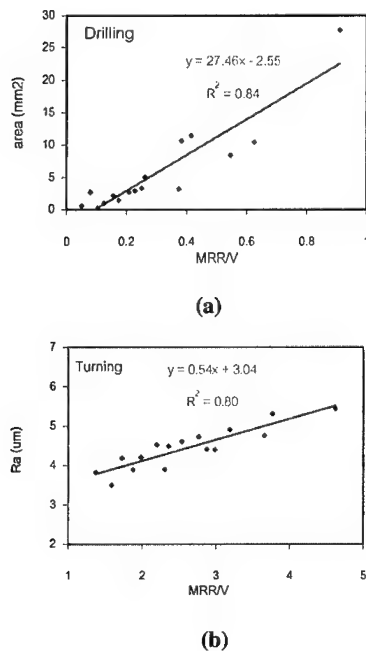 30
Drilling
25
y = 27.46x - 2.55
20
R² = 0.84
15
10
5
0
area (mm2)
0 0.2 0.4 0.6 0.8 1
MRR/V
(a)
7
Turning
y = 0.54x + 3.04
6
R² = 0.80
5
4
3
2
Ra (um)
1 2 3 4 5
MRR/V
(b)